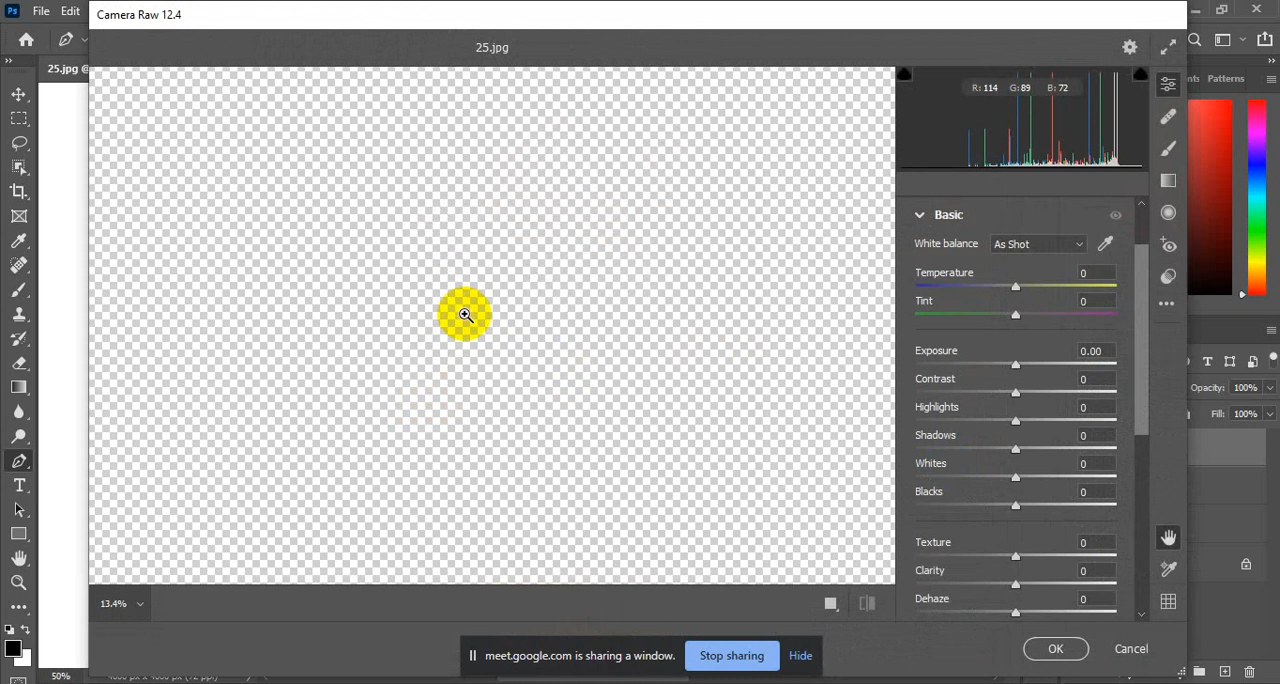 Ps File Edit
Camera Raw 12.4
25.jpg
25.jpg @
R: 114 G: 89 B: 72
nts Patterns
Basic
White balance As Shot
Temperature 0
Tint 0
Exposure 0.00
Contrast 0
Highlights 0
Shadows 0
Whites 0
Blacks 0
Texture 0
Clarity 0
Dehaze 0
Opacity: 100%
Fill: 100%
13.4%
meet.google.com is sharing a window. Stop sharing Hide
OK Cancel
50%